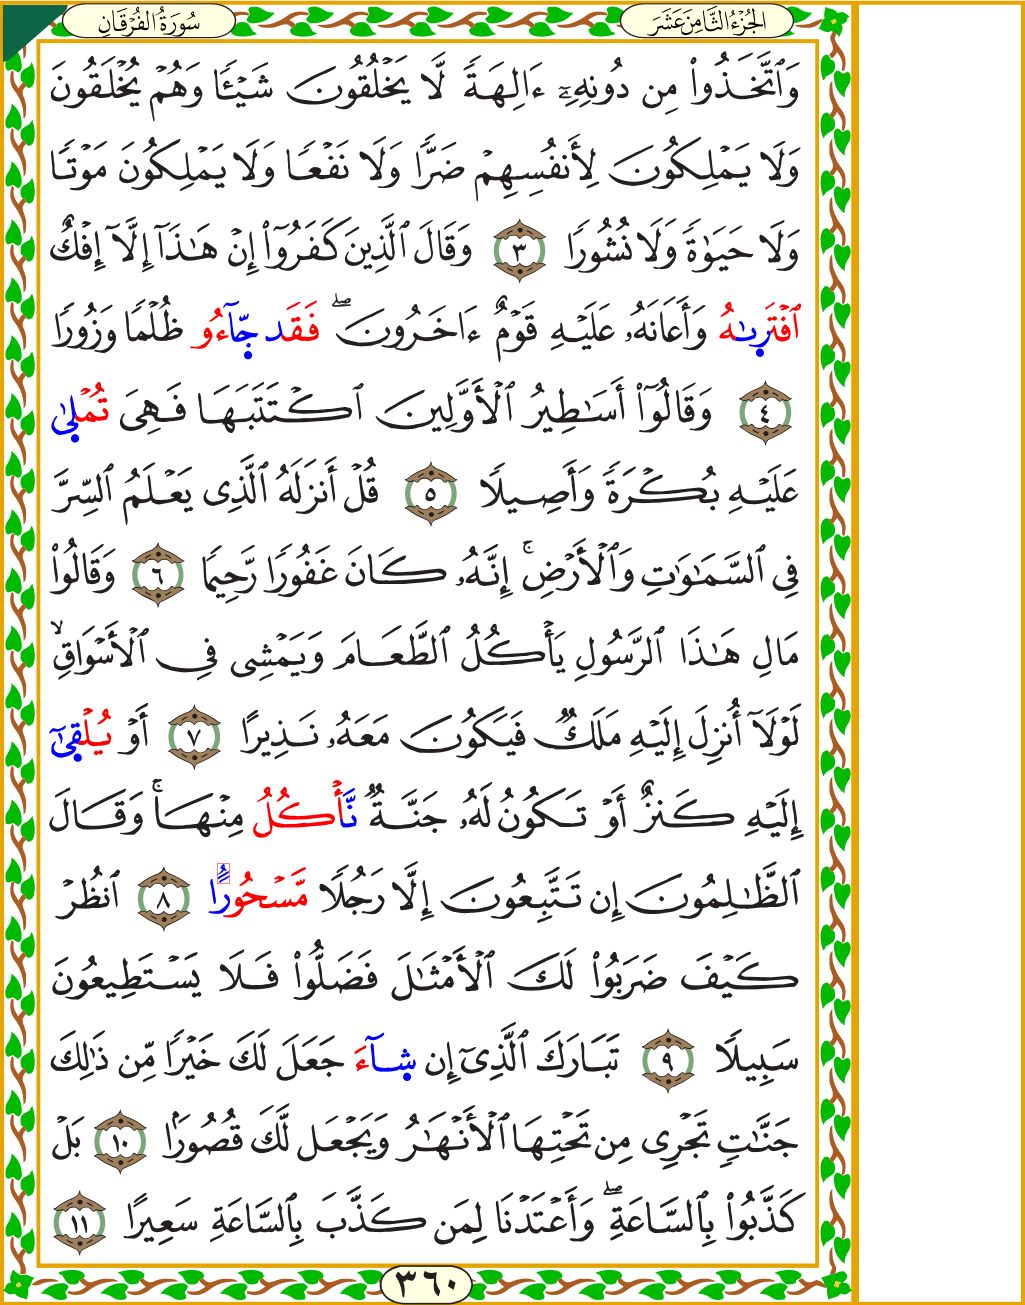 الجُزْءُ الثَّامِنَ عَشَرَ
سُورَةُ الفُرْقَانِ
وَٱتَّخَذُوا۟ مِن دُونِهِۦٓ ءَالِهَةً لَّا يَخْلُقُونَ شَيْـًٔا وَهُمْ يُخْلَقُونَ
وَلَا يَمْلِكُونَ لِأَنفُسِهِمْ ضَرًّا وَلَا نَفْعًا وَلَا يَمْلِكُونَ مَوْتًا
وَلَا حَيَوٰةً وَلَا نُشُورًا ٣ وَقَالَ ٱلَّذِينَ كَفَرُوٓا۟ إِنْ هَـٰذَآ إِلَّآ إِفْكٌ
ٱفْتَرىٰهُ وَأَعَانَهُۥ عَلَيْهِ قَوْمٌ ءَاخَرُونَ ۖ فَقَد جَّآءُو ظُلْمًا وَزُورًا
٤ وَقَالُوٓا۟ أَسَـٰطِيرُ ٱلْأَوَّلِينَ ٱكْتَتَبَهَا فَهِىَ تُمْلىٰ
عَلَيْهِ بُكْرَةً وَأَصِيلًا ٥ قُلْ أَنزَلَهُ ٱلَّذِى يَعْلَمُ ٱلسِّرَّ
فِى ٱلسَّمَـٰوَٰتِ وَٱلْأَرْضِ ۚ إِنَّهُۥ كَانَ غَفُورًا رَّحِيمًا ٦ وَقَالُوا۟
مَالِ هَـٰذَا ٱلرَّسُولِ يَأْكُلُ ٱلطَّعَامَ وَيَمْشِى فِى ٱلْأَسْوَاقِ ۙ
لَوْلَآ أُنزِلَ إِلَيْهِ مَلَكٌ فَيَكُونَ مَعَهُۥ نَذِيرًا ٧ أَوْ يُلْقىٰٓ
إِلَيْهِ كَنزٌ أَوْ تَكُونُ لَهُۥ جَنَّةٌ نَّأْكُلُ مِنْهَا ۚ وَقَالَ
ٱلظَّـٰلِمُونَ إِن تَتَّبِعُونَ إِلَّا رَجُلًا مَّسْحُورًا ٨ ٱنظُرْ
كَيْفَ ضَرَبُوا۟ لَكَ ٱلْأَمْثَـٰلَ فَضَلُّوا۟ فَلَا يَسْتَطِيعُونَ
سَبِيلًا ٩ تَبَارَكَ ٱلَّذِىٓ إِن شَآءَ جَعَلَ لَكَ خَيْرًا مِّن ذَٰلِكَ
جَنَّـٰتٍ تَجْرِى مِن تَحْتِهَا ٱلْأَنْهَـٰرُ وَيَجْعَل لَّكَ قُصُورًۢا ١٠ بَلْ
كَذَّبُوا۟ بِٱلسَّاعَةِ ۖ وَأَعْتَدْنَا لِمَن كَذَّبَ بِٱلسَّاعَةِ سَعِيرًا ١١
٣٦٠